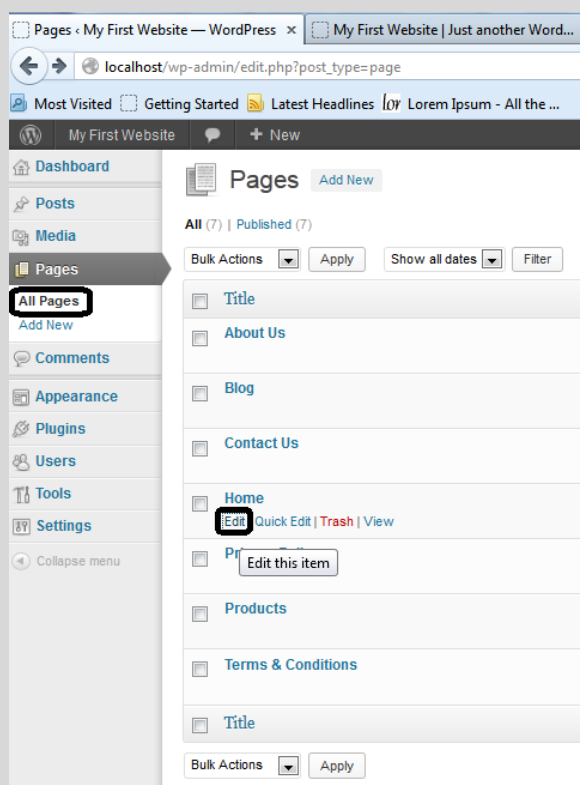 Pages ‹ My First Website — WordPress × My First Website | Just another Word...
localhost/wp-admin/edit.php?post_type=page
Most Visited Getting Started Latest Headlines lor Lorem Ipsum - All the ...
My First Website + New
Dashboard
Posts
Media
Pages
All Pages
Add New
Comments
Appearance
Plugins
Users
Tools
Settings
Collapse menu
Pages Add New
All (7) | Published (7)
Bulk Actions Apply Show all dates Filter
Title
About Us
Blog
Contact Us
Home
Edit Quick Edit | Trash | View
Edit this item
Products
Terms & Conditions
Title
Bulk Actions Apply